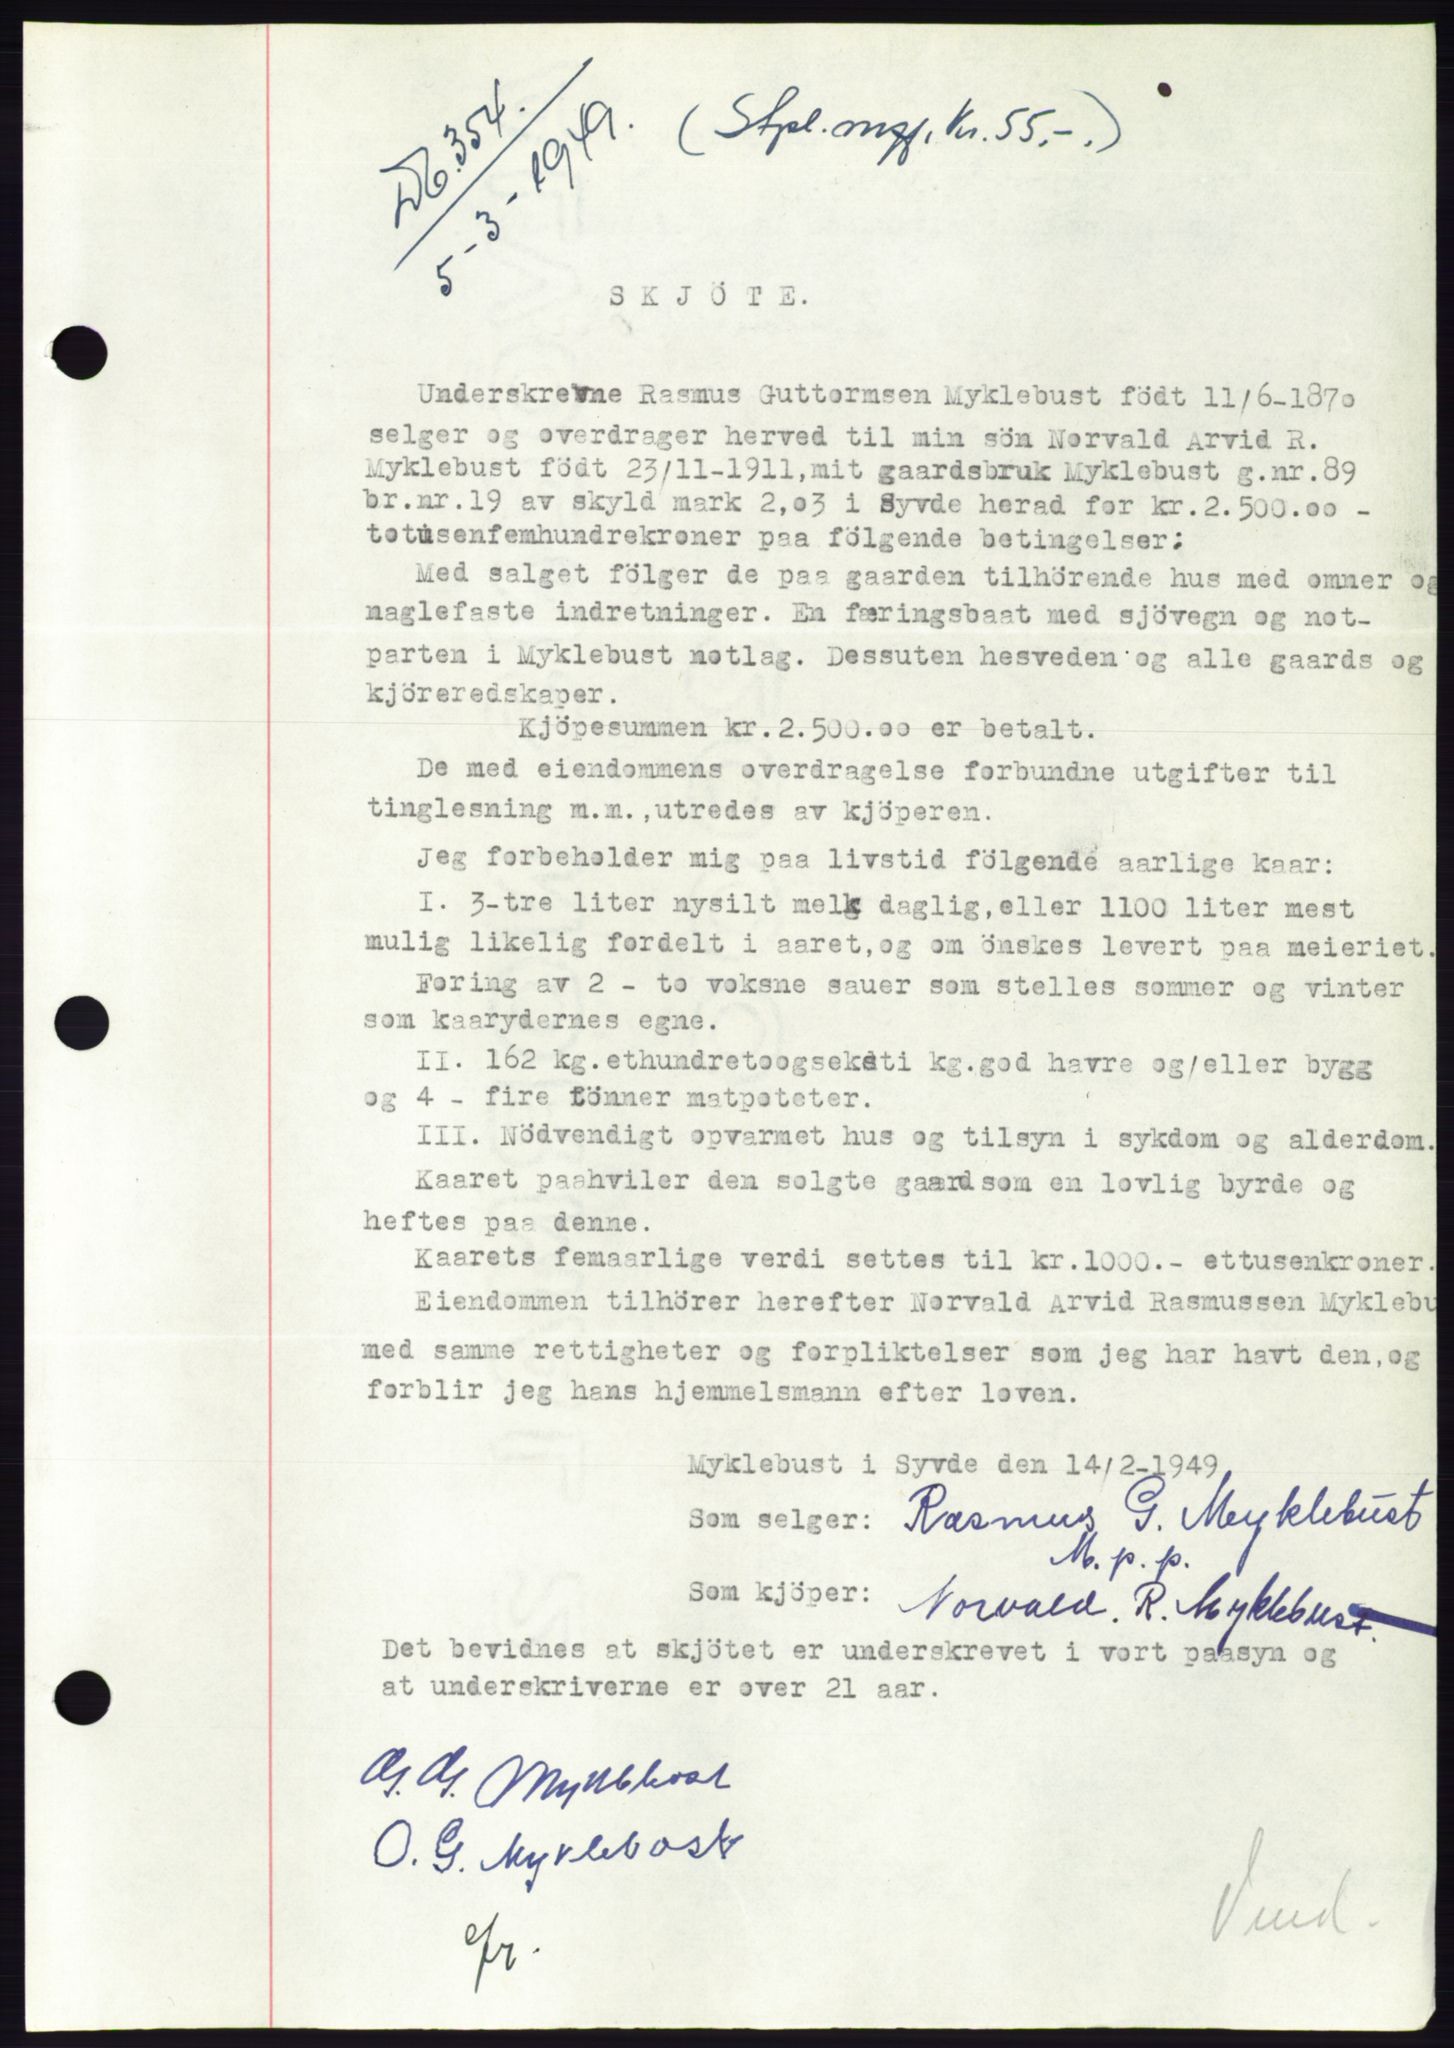 Db.354.
5-3-1949.
(Stpl.mgf. Kr.55,-.)
SKJÖTE.
Underskrevne Rasmus Guttormsen Myklebust födt 11/6-1870
selger og overdrager herved til min sön Norvald Arvid R.
Myklebust födt 23/11-1911,mit gaardsbruk Myklebust g.nr.89
br.nr.19 av skyld mark 2,o3 i Syvde herad for kr.2.500.oo -
totusenfemhundrekroner paa fölgende betingelser:
Med salget fölger de paa gaarden tilhörende hus med omner og
naglefaste indretninger. En færingsbaat med sjövegn og not-
parten i Myklebust notlag. Dessuten hesveden og alle gaards og
kjöreredskaper.
Kjöpesummen kr.2.500.oo er betalt.
De med eiendommens overdragelse forbundne utgifter til
tinglesning m.m.,utredes av kjöperen.
Jeg forbeholder mig paa livstid fölgende aarlige kaar:
I. 3-tre liter nysilt melk daglig,eller 1100 liter mest
mulig likelig fordelt i aaret,og om önskes levert paa meieriet.
Foring av 2 - to voksne sauer som stelles sommer og vinter
som kaarydernes egne.
II. 162 kg.ethundretoogseksti kg.god havre og/eller bygg
og 4 - fire tönner matpoteter.
III. Nödvendigt opvarmet hus og tilsyn i sykdom og alderdom.
Kaaret paahviler den solgte gaard som en lovlig byrde og
heftes paa denne.
Kaarets femaarlige verdi settes til kr.1000.- ettusenkroner.
Eiendommen tilhörer herefter Norvald Arvid Rasmussen Myklebu
med samme rettigheter og forpliktelser som jeg har havt den,og
forblir jeg hans hjemmelsmann efter loven.
Myklebust i Syvde den 14/2-1949
Som selger: Rasmus G. Myklebust
M. p. p.
Som kjöper: Norvald. R. Myklebust.
Det bevidnes at skjötet er underskrevet i vort paasyn og
at underskriverne er over 21 aar.
G. G. Myklebost
O. G. Myklebost